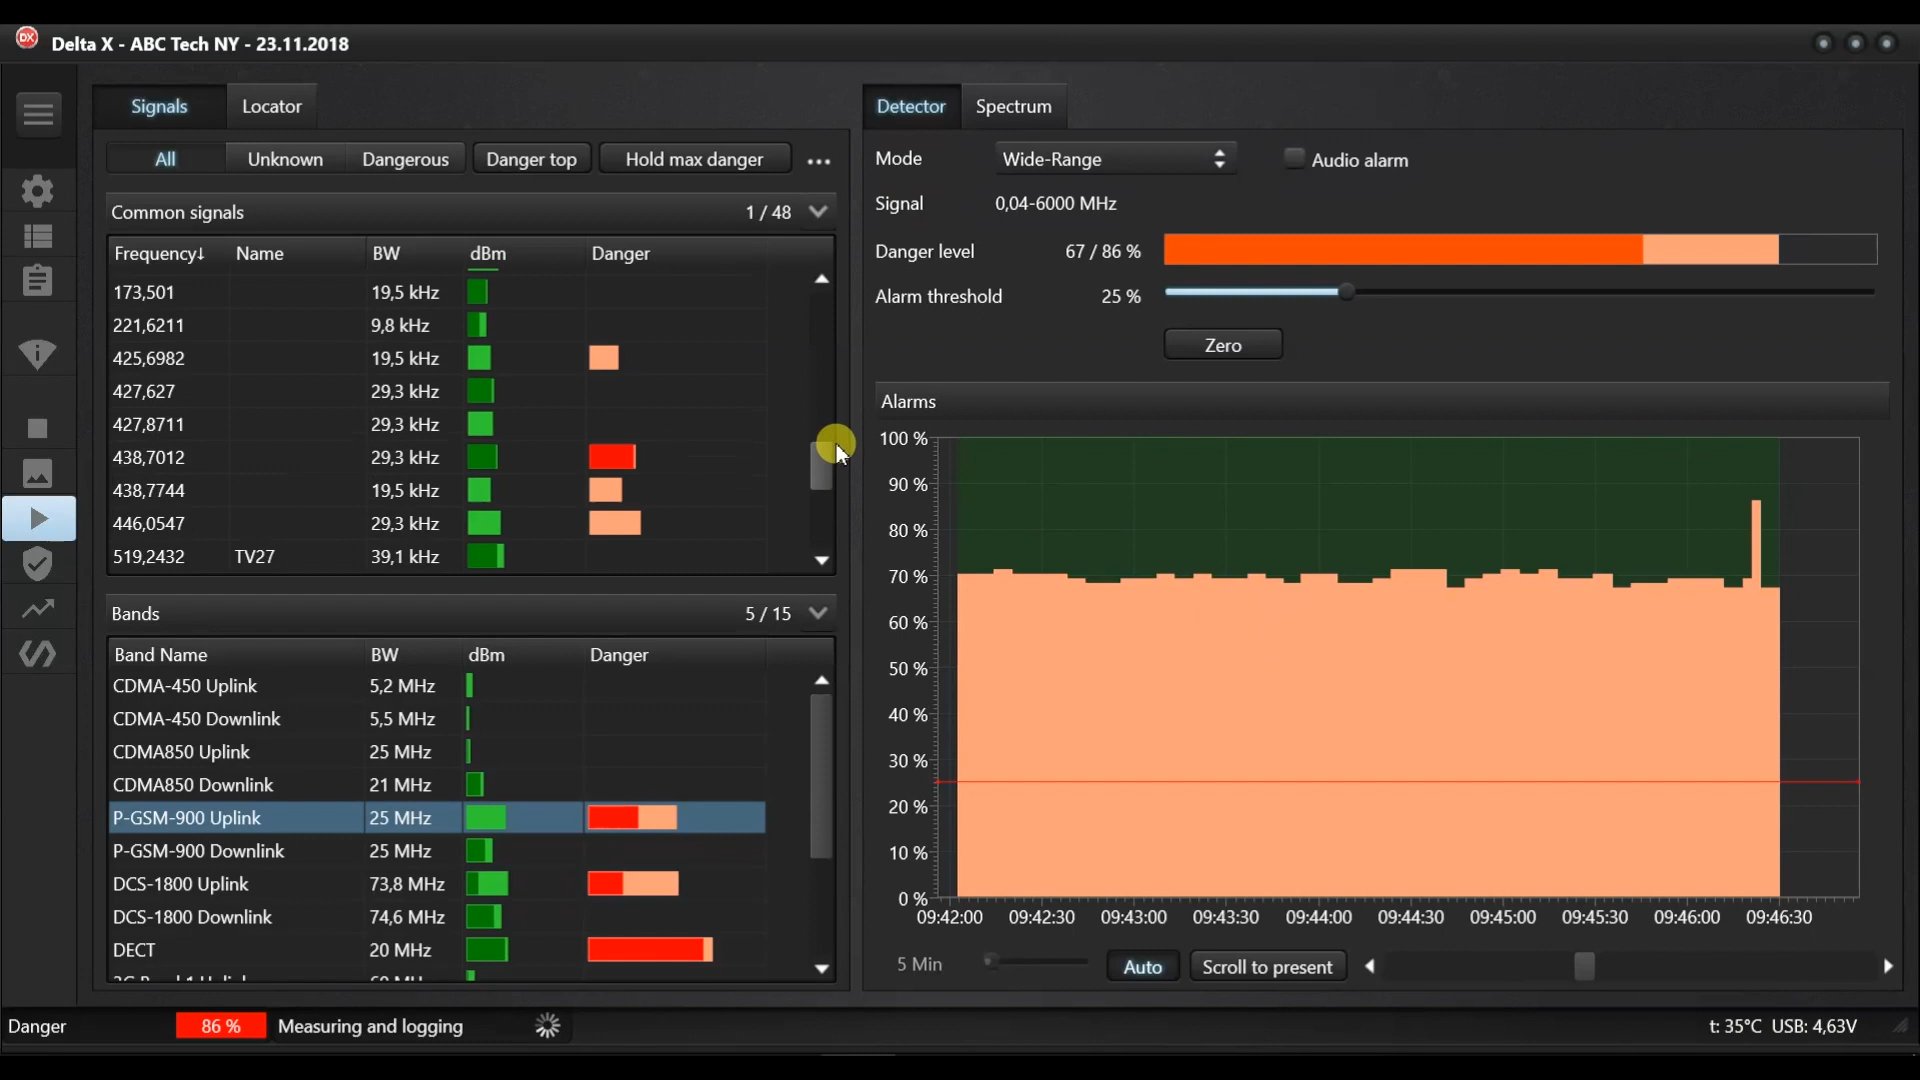 DX Delta X - ABC Tech NY - 23.11.2018
Signals Locator
All Unknown Dangerous Danger top Hold max danger ...
Common signals 1 / 48
Frequency↓ Name BW dBm Danger
173,501 19,5 kHz
221,6211 9,8 kHz
425,6982 19,5 kHz
427,627 29,3 kHz
427,8711 29,3 kHz
438,7012 29,3 kHz
438,7744 19,5 kHz
446,0547 29,3 kHz
519,2432 TV27 39,1 kHz
Bands 5 / 15
Band Name BW dBm Danger
CDMA-450 Uplink 5,2 MHz
CDMA-450 Downlink 5,5 MHz
CDMA850 Uplink 25 MHz
CDMA850 Downlink 21 MHz
P-GSM-900 Uplink 25 MHz
P-GSM-900 Downlink 25 MHz
DCS-1800 Uplink 73,8 MHz
DCS-1800 Downlink 74,6 MHz
DECT 20 MHz
Detector Spectrum
Mode Wide-Range Audio alarm
Signal 0,04-6000 MHz
Danger level 67 / 86 %
Alarm threshold 25 %
Zero
Alarms
100 %
90 %
80 %
70 %
60 %
50 %
40 %
30 %
20 %
10 %
0 %
09:42:00 09:42:30 09:43:00 09:43:30 09:44:00 09:44:30 09:45:00 09:45:30 09:46:00 09:46:30
5 Min Auto Scroll to present
Danger 86 % Measuring and logging t: 35°C USB: 4,63V